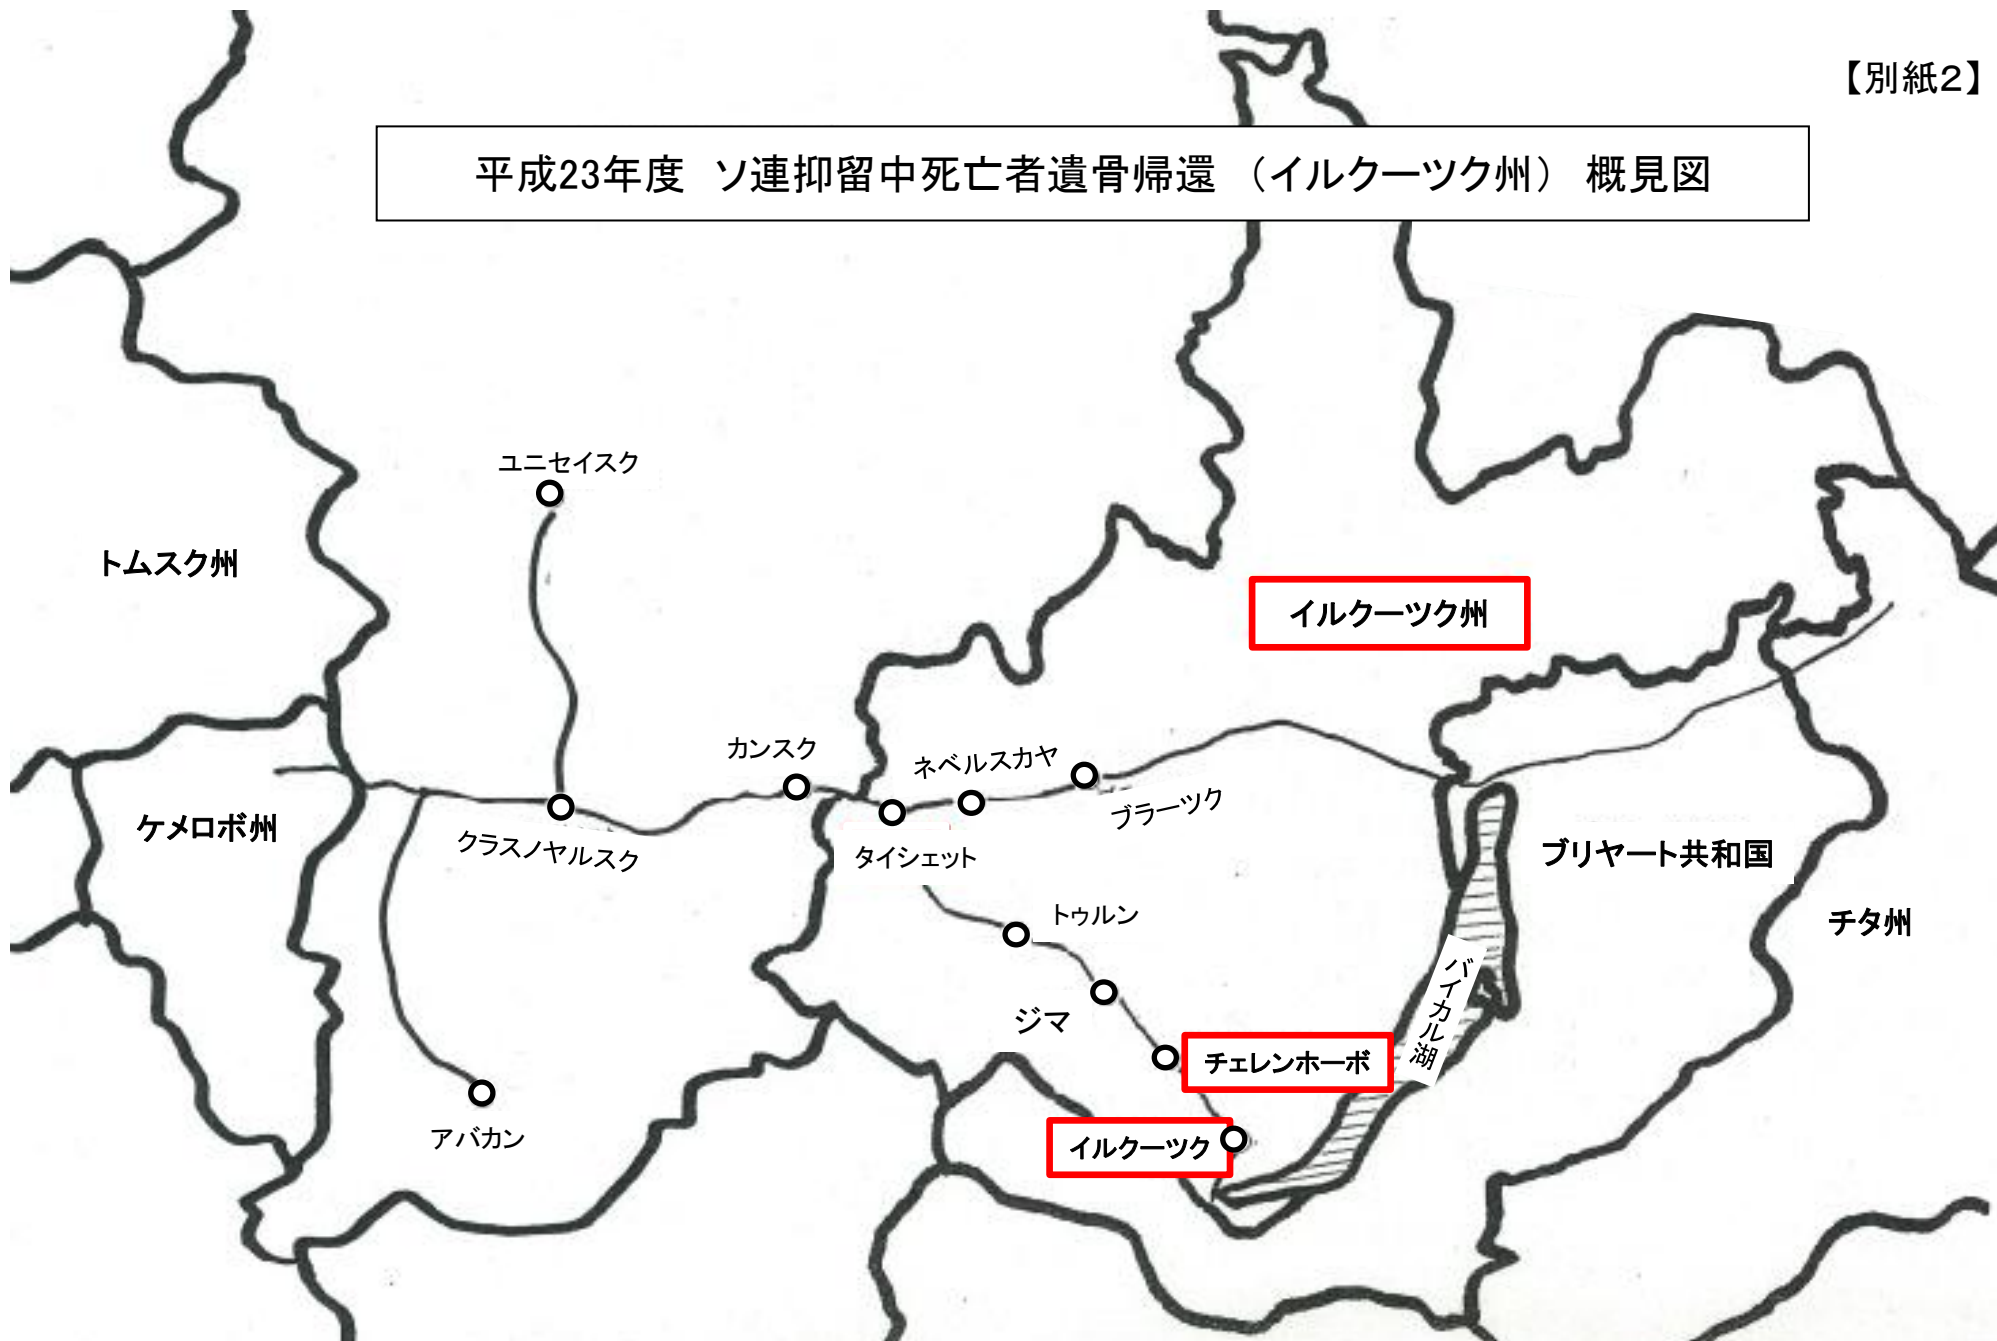 【別紙2】
平成23年度 ソ連抑留中死亡者遺骨帰還 （イルクーツク州） 概見図
ユニセイスク
トムスク州
イルクーツク州
カンスク
ネベルスカヤ
ブラーツク
ケメロボ州
クラスノヤルスク
タイシェット
ブリヤート共和国
トゥルン
チタ州
バイカル湖
ジマ
チェレンホーボ
アバカン
イルクーツク